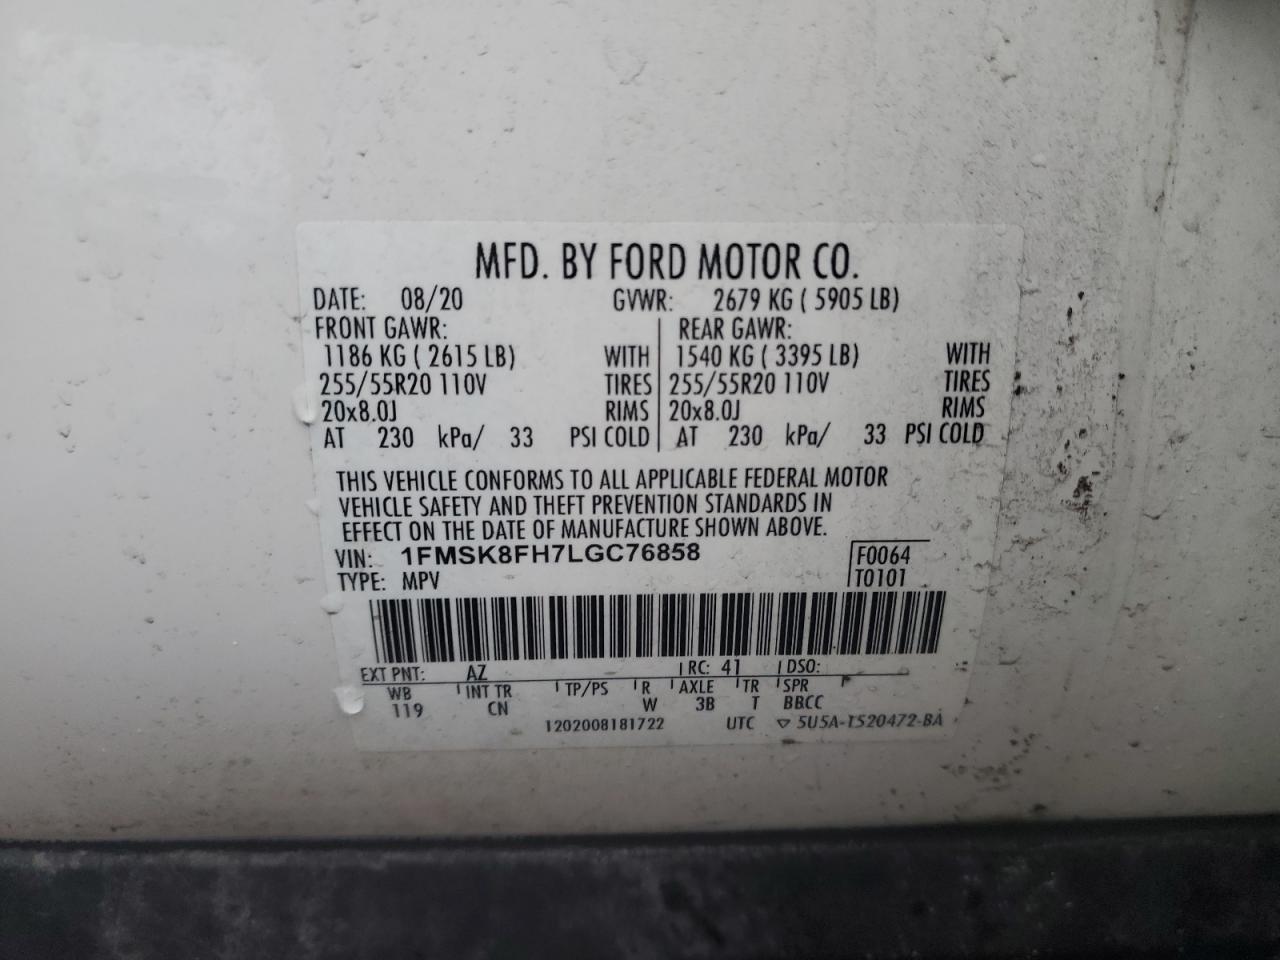 MFD. BY FORD MOTOR CO.
DATE: 08/20 GVWR: 2679 KG ( 5905 LB)
FRONT GAWR: REAR GAWR:
1186 KG ( 2615 LB) WITH 1540 KG ( 3395 LB) WITH
255/55R20 110V TIRES 255/55R20 110V TIRES
20x8.0J RIMS 20x8.0J RIMS
AT 230 kPa/ 33 PSI COLD AT 230 kPa/ 33 PSI COLD
THIS VEHICLE CONFORMS TO ALL APPLICABLE FEDERAL MOTOR
VEHICLE SAFETY AND THEFT PREVENTION STANDARDS IN
EFFECT ON THE DATE OF MANUFACTURE SHOWN ABOVE.
VIN: 1FMSK8FH7LGC76858 F0064
TYPE: MPV T0101
EXT PNT: AZ RC: 41 DSO:
WB INT TR TP/PS R AXLE TR SPR
119 CN W 3B T BBCC
1202008181722 UTC ▽ 5U5A-1520472-BA